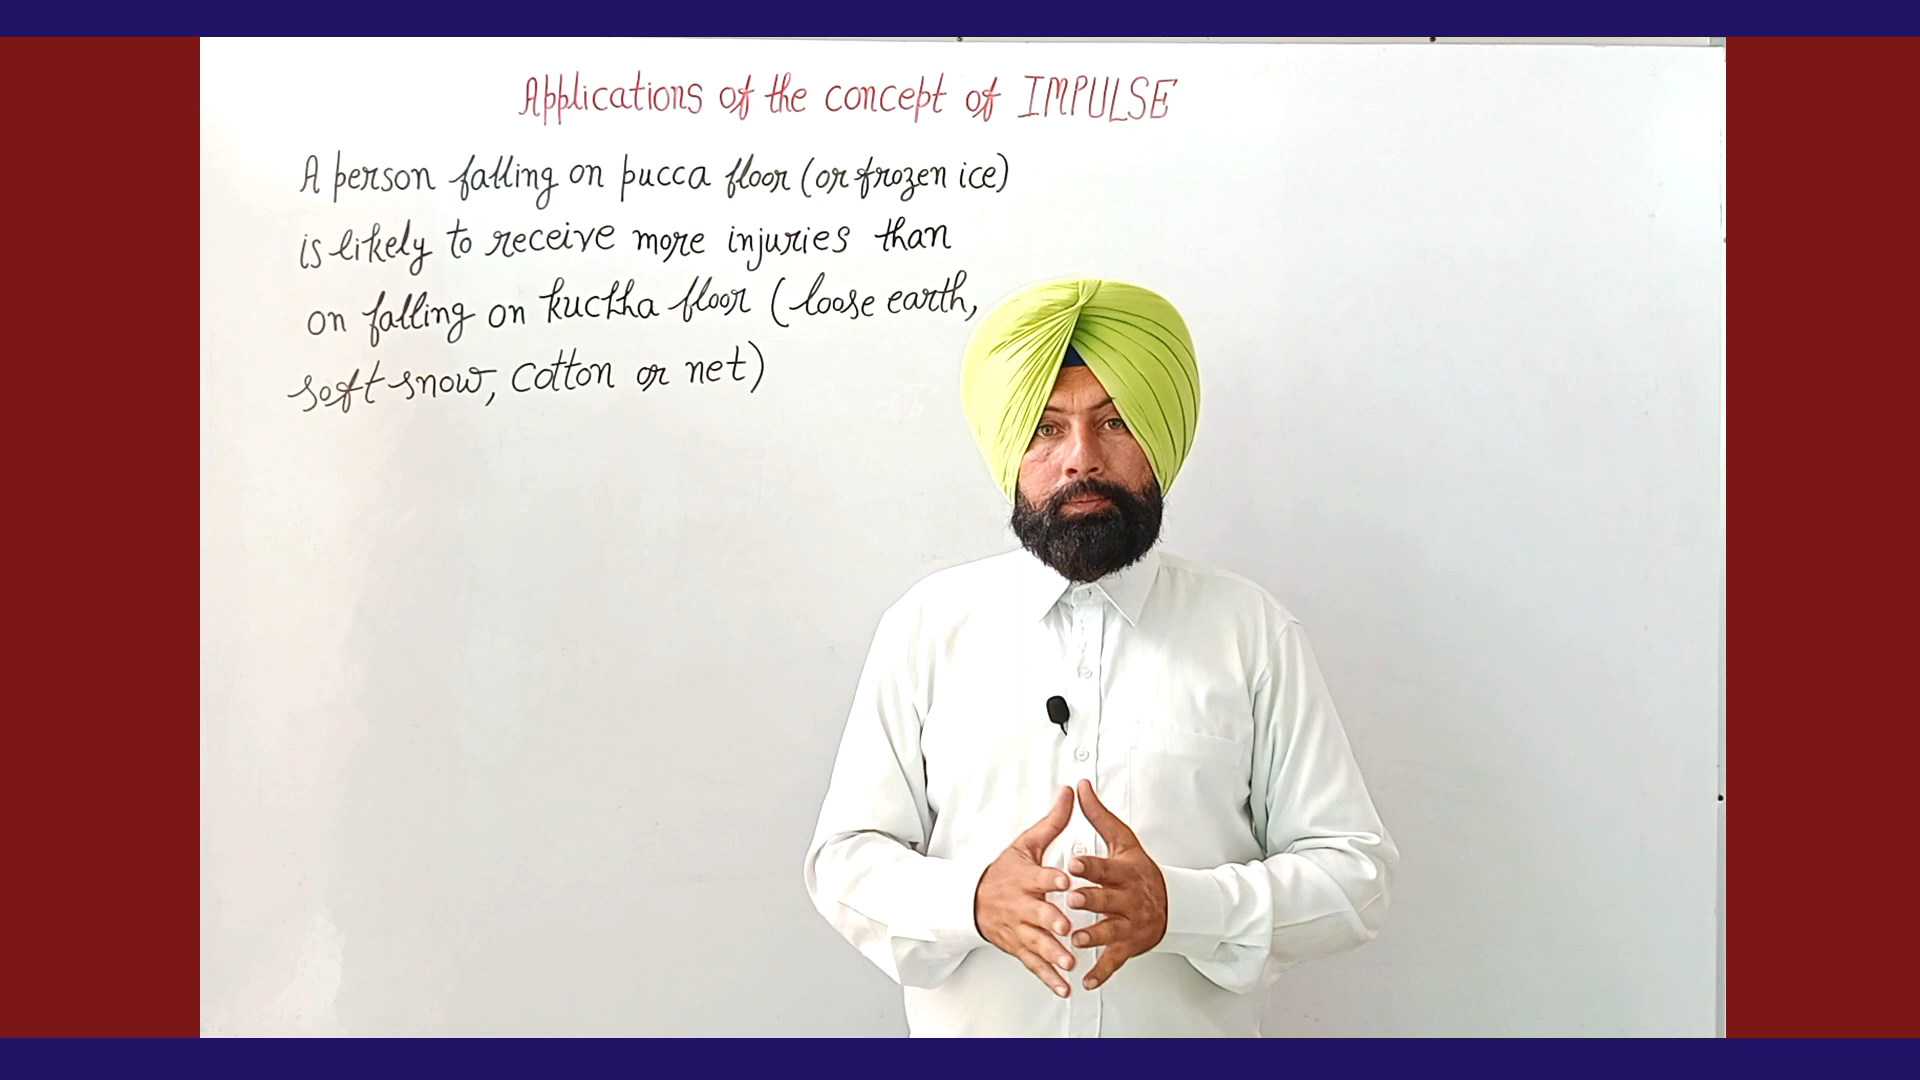 Applications of the concept of IMPULSE
A person falling on pucca floor (or frozen ice)
is likely to receive more injuries than
on falling on kuchha floor (loose earth,
soft snow, cotton or net)